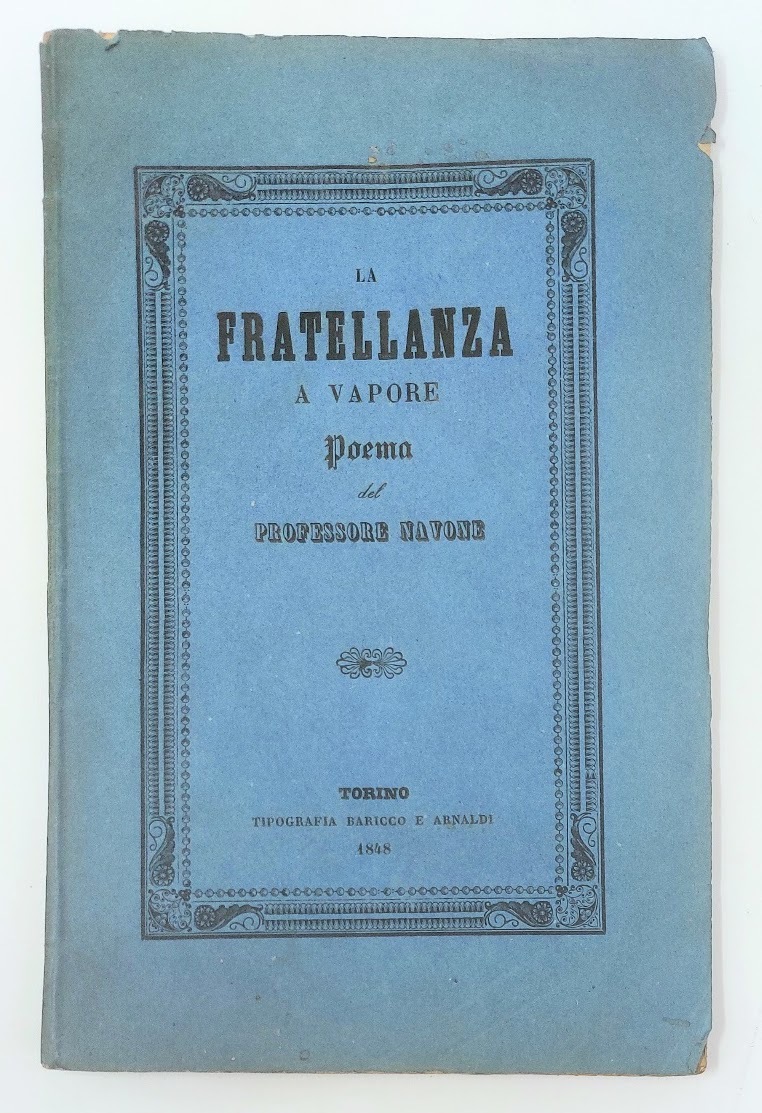 LA
FRATELLANZA
A VAPORE
Poema
del
PROFESSORE NAVONE
TORINO
TIPOGRAFIA BARICCO E ARNALDI
1848